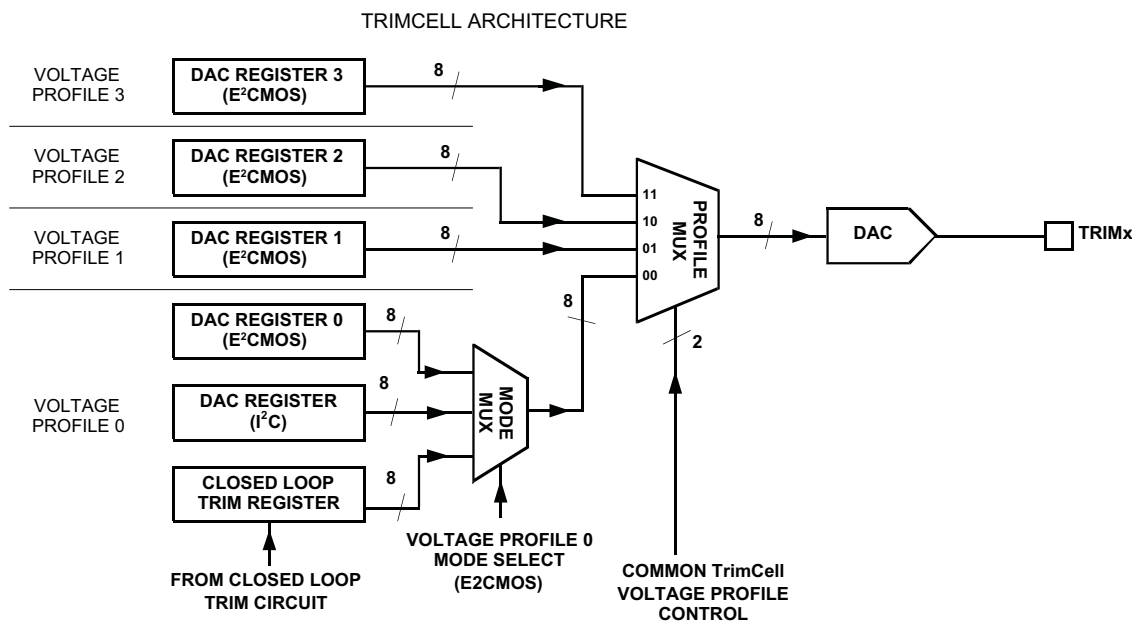 TRIMCELL ARCHITECTURE
VOLTAGE
PROFILE 3
DAC REGISTER 3
(E²CMOS)
8
VOLTAGE
PROFILE 2
DAC REGISTER 2
(E²CMOS)
8
VOLTAGE
PROFILE 1
DAC REGISTER 1
(E²CMOS)
8
11
10
01
00
PROFILE
MUX
8
DAC
TRIMx
DAC REGISTER 0
(E²CMOS)
8
8
2
VOLTAGE
PROFILE 0
DAC REGISTER
(I²C)
8
MODE
MUX
CLOSED LOOP
TRIM REGISTER
8
FROM CLOSED LOOP
TRIM CIRCUIT
VOLTAGE PROFILE 0
MODE SELECT
(E2CMOS)
COMMON TrimCell
VOLTAGE PROFILE
CONTROL